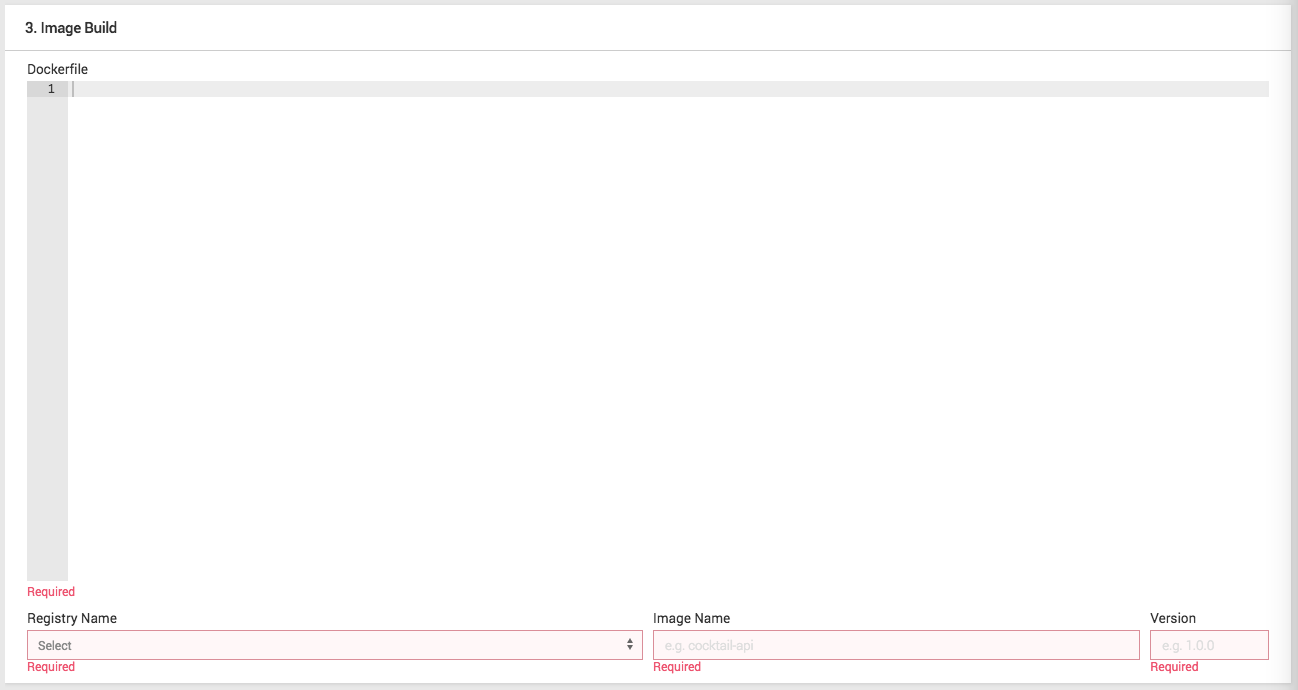 3. Image Build
Dockerfile
1
Required
Registry Name Image Name Version
Select e.g. cocktail-api e.g. 1.0.0
Required Required Required